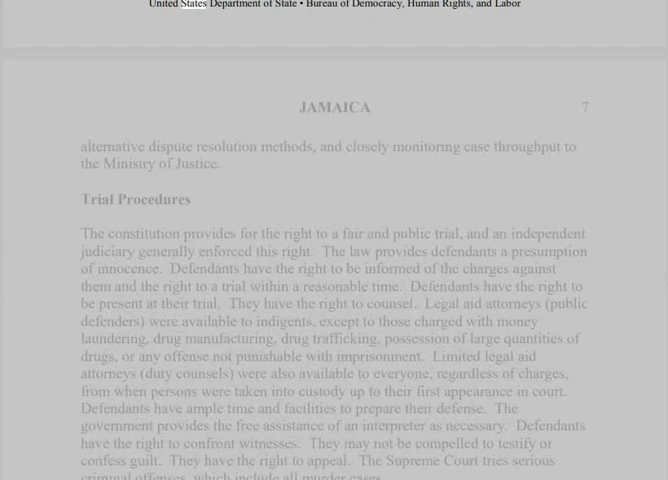 United States Department of State • Bureau of Democracy, Human Rights, and Labor
JAMAICA 7
alternative dispute resolution methods, and closely monitoring case throughput to
the Ministry of Justice.
Trial Procedures
The constitution provides for the right to a fair and public trial, and an independent
judiciary generally enforced this right. The law provides defendants a presumption
of innocence. Defendants have the right to be informed of the charges against
them and the right to a trial within a reasonable time. Defendants have the right to
be present at their trial. They have the right to counsel. Legal aid attorneys (public
defenders) were available to indigents, except to those charged with money
laundering, drug manufacturing, drug trafficking, possession of large quantities of
drugs, or any offense not punishable with imprisonment. Limited legal aid
attorneys (duty counsels) were also available to everyone, regardless of charges,
from when persons were taken into custody up to their first appearance in court.
Defendants have ample time and facilities to prepare their defense. The
government provides the free assistance of an interpreter as necessary. Defendants
have the right to confront witnesses. They may not be compelled to testify or
confess guilt. They have the right to appeal. The Supreme Court tries serious
criminal offenses, which include all murder cases.